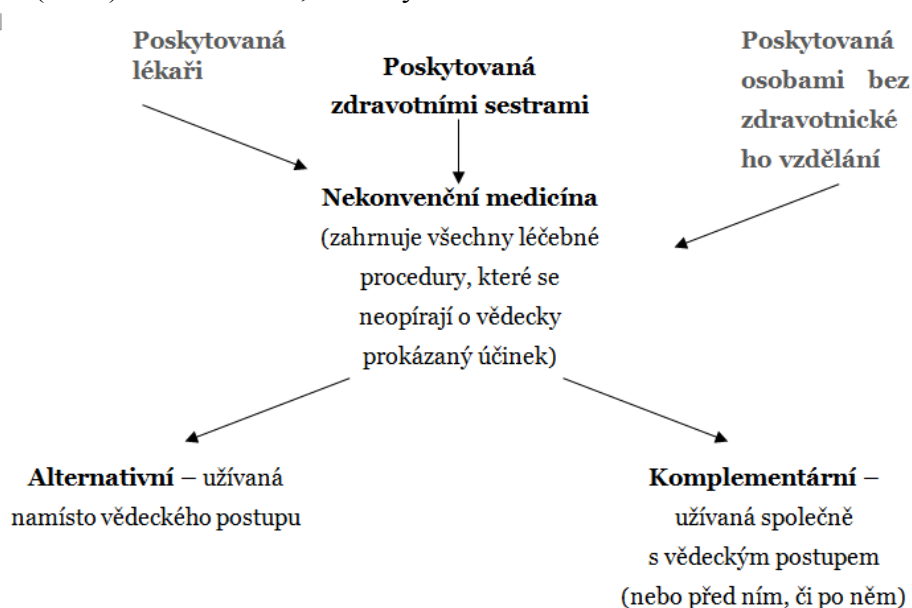 Poskytovaná
lékaři
Poskytovaná
zdravotními sestrami
Poskytovaná
osobami bez
zdravotnické
ho vzdělání
Nekonvenční medicína
(zahrnuje všechny léčebné
procedury, které se
neopírají o vědecky
prokázaný účinek)
Alternativní – užívaná
namísto vědeckého postupu
Komplementární –
užívaná společně
s vědeckým postupem
(nebo před ním, či po něm)